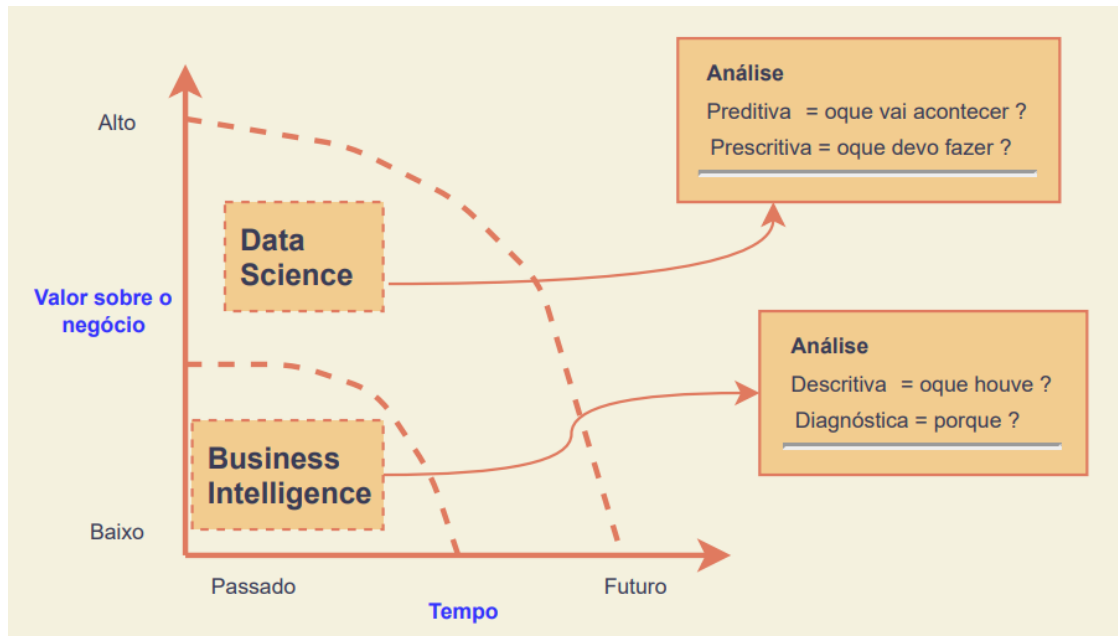 Análise
Preditiva = oque vai acontecer ?
Prescritiva = oque devo fazer ?
Alto
Data
Science
Valor sobre o
negócio
Análise
Descritiva = oque houve ?
Diagnóstica = porque ?
Business
Intelligence
Baixo
Passado
Futuro
Tempo